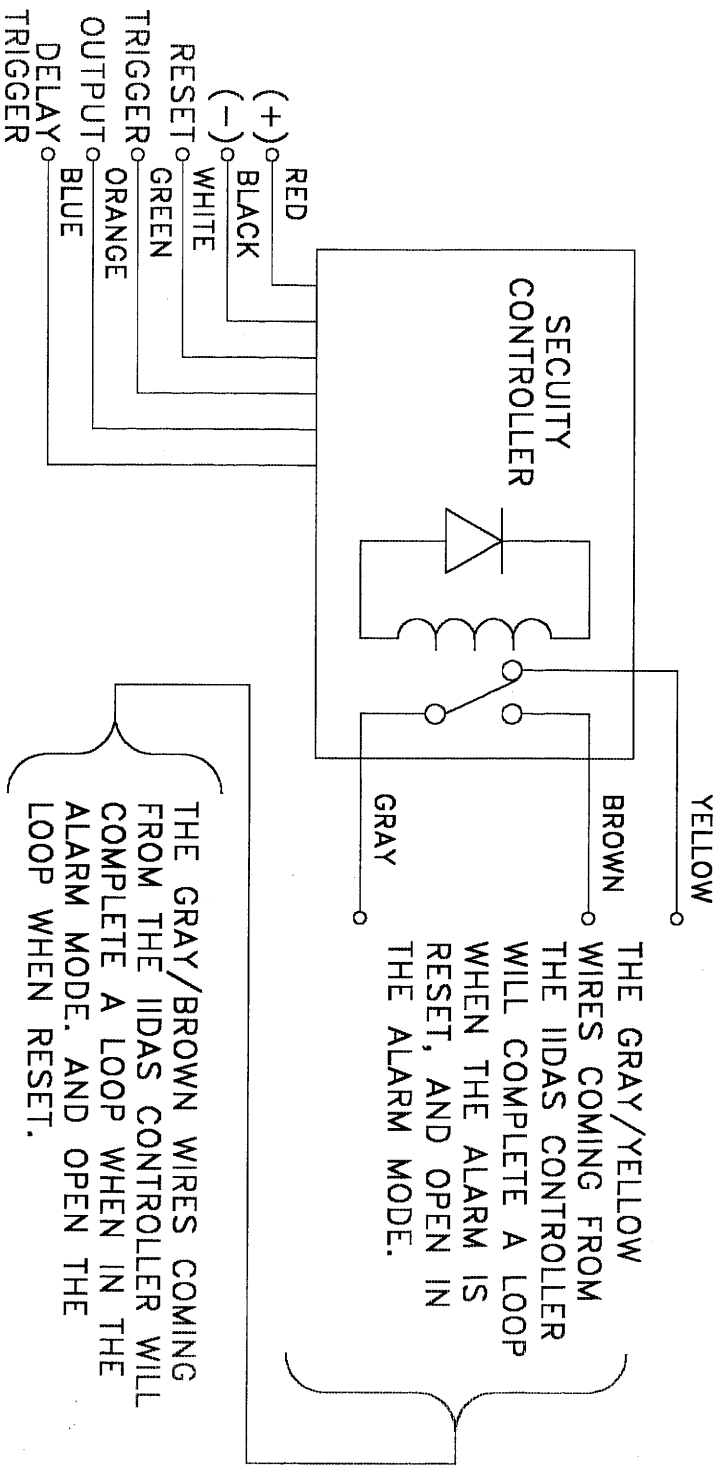 SECUITY
CONTROLLER
(+)
RED
(−)
BLACK
RESET
WHITE
TRIGGER
GREEN
OUTPUT
ORANGE
DELAY
TRIGGER
BLUE
YELLOW
BROWN
GRAY
THE GRAY/YELLOW
WIRES COMING FROM
THE IIDAS CONTROLLER
WILL COMPLETE A LOOP
WHEN THE ALARM IS
RESET, AND OPEN IN
THE ALARM MODE.
THE GRAY/BROWN WIRES COMING
FROM THE IIDAS CONTROLLER WILL
COMPLETE A LOOP WHEN IN THE
ALARM MODE. AND OPEN THE
LOOP WHEN RESET.